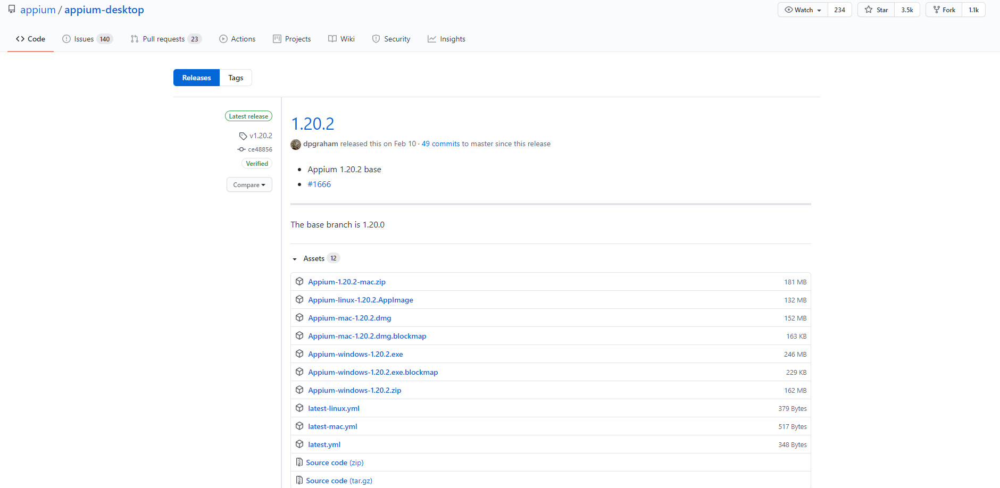 appium / appium-desktop
Watch 234 Star 3.5k Fork 1.1k
Code Issues 140 Pull requests 23 Actions Projects Wiki Security Insights
Releases Tags
Latest release
v1.20.2
ce48856
Verified
Compare
1.20.2
dpgraham released this on Feb 10 · 49 commits to master since this release
Appium 1.20.2 base
#1666
The base branch is 1.20.0
Assets 12
Appium-1.20.2-mac.zip 181 MB
Appium-linux-1.20.2.AppImage 132 MB
Appium-mac-1.20.2.dmg 152 MB
Appium-mac-1.20.2.dmg.blockmap 163 KB
Appium-windows-1.20.2.exe 246 MB
Appium-windows-1.20.2.exe.blockmap 229 KB
Appium-windows-1.20.2.zip 162 MB
latest-linux.yml 379 Bytes
latest-mac.yml 517 Bytes
latest.yml 348 Bytes
Source code (zip)
Source code (tar.gz)